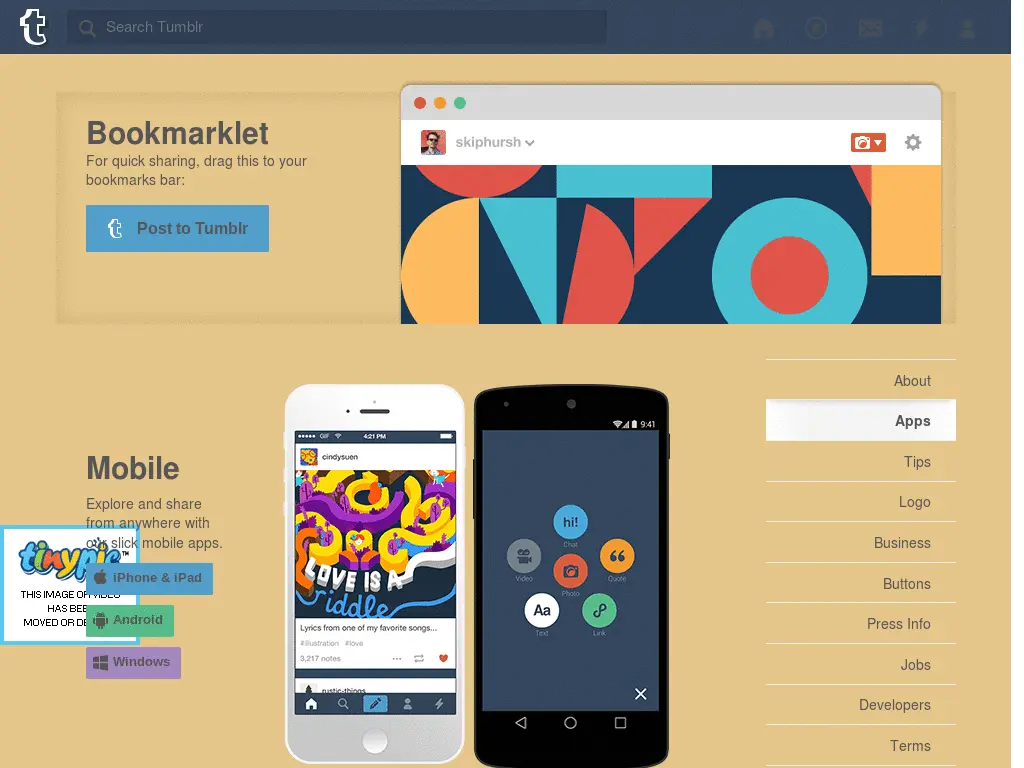 Search Tumblr
Bookmarklet
For quick sharing, drag this to your
bookmarks bar:
Post to Tumblr
skiphursh
About
Apps
Tips
Logo
Business
Buttons
Press Info
Jobs
Developers
Terms
Mobile
Explore and share
from anywhere with
our slick mobile apps.
tinypic™
THIS IMAGE OR VIDEO
HAS BEEN
MOVED OR
iPhone & iPad
Android
Windows
GIF
4:21 PM
cindysuen
LOVE IS A
riddle
Lyrics from one of my favorite songs...
#illustration #love
3,217 notes
rustic-things
9:41
hi!
Chat
Video
Quote
Photo
Aa
Text
Link